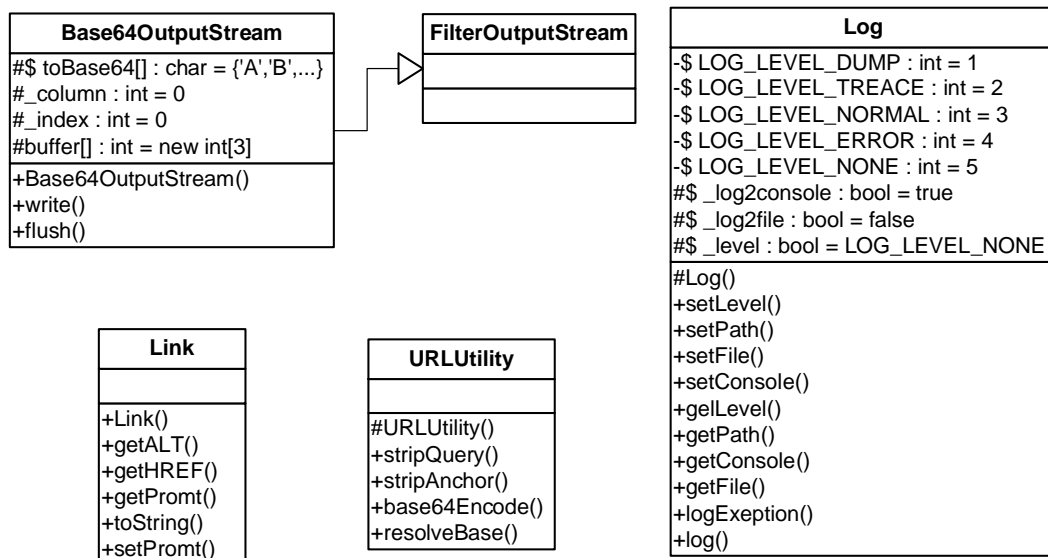 Base64OutputStream
#$ toBase64[] : char = {'A','B',...}
#_column : int = 0
#_index : int = 0
#buffer[] : int = new int[3]
+Base64OutputStream()
+write()
+flush()
FilterOutputStream
Log
-$ LOG_LEVEL_DUMP : int = 1
-$ LOG_LEVEL_TREACE : int = 2
-$ LOG_LEVEL_NORMAL : int = 3
-$ LOG_LEVEL_ERROR : int = 4
-$ LOG_LEVEL_NONE : int = 5
#$ _log2console : bool = true
#$ _log2file : bool = false
#$ _level : bool = LOG_LEVEL_NONE
#Log()
+setLevel()
+setPath()
+setFile()
+setConsole()
+gelLevel()
+getPath()
+getConsole()
+getFile()
+logExeption()
+log()
Link
+Link()
+getALT()
+getHREF()
+getPromt()
+toString()
+setPromt()
URLUtility
#URLUtility()
+stripQuery()
+stripAnchor()
+base64Encode()
+resolveBase()